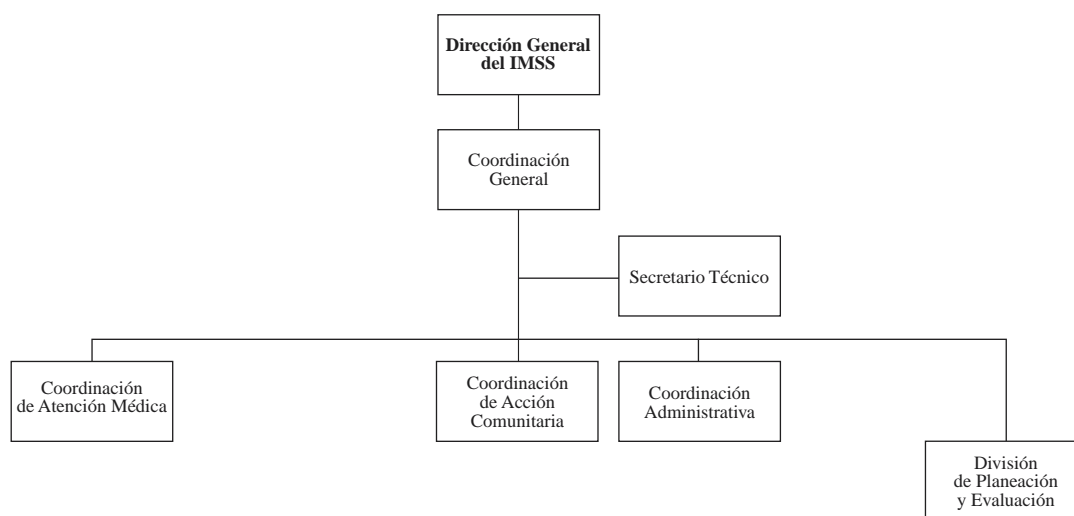 Dirección General
del IMSS
Coordinación
General
Secretario Técnico
Coordinación
de Atención Médica
Coordinación
de Acción
Comunitaria
Coordinación
Administrativa
División
de Planeación
y Evaluación